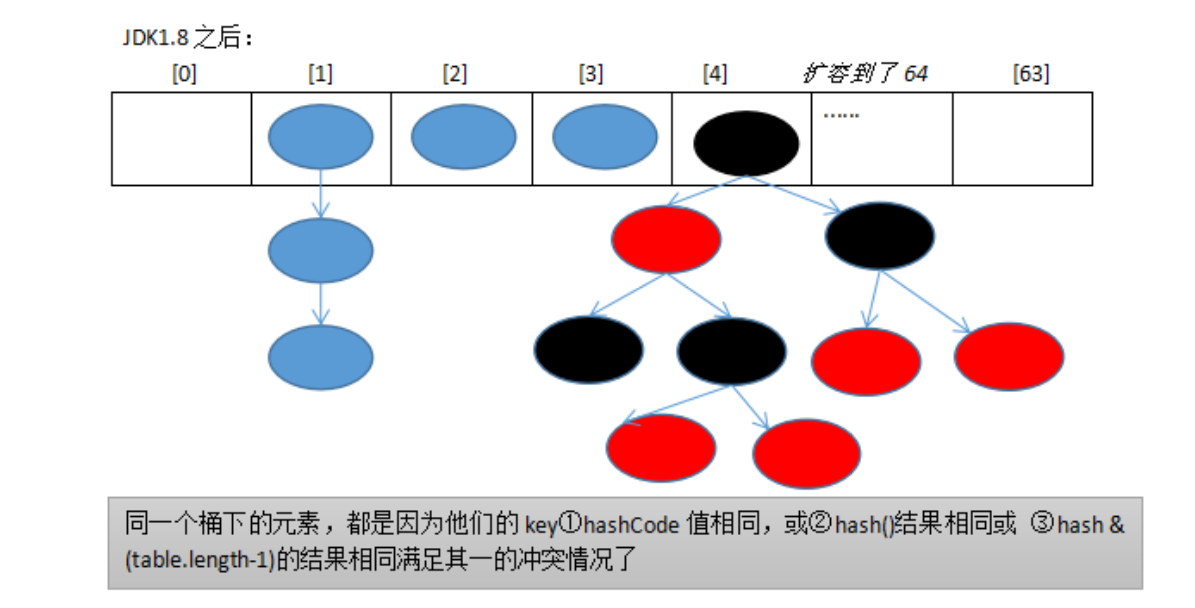 JDK1.8之后：
[0] [1] [2] [3] [4] 扩容到了 64 [63]
……
同一个桶下的元素，都是因为他们的 key①hashCode 值相同，或②hash()结果相同或 ③hash &
(table.length-1)的结果相同满足其一的冲突情况了